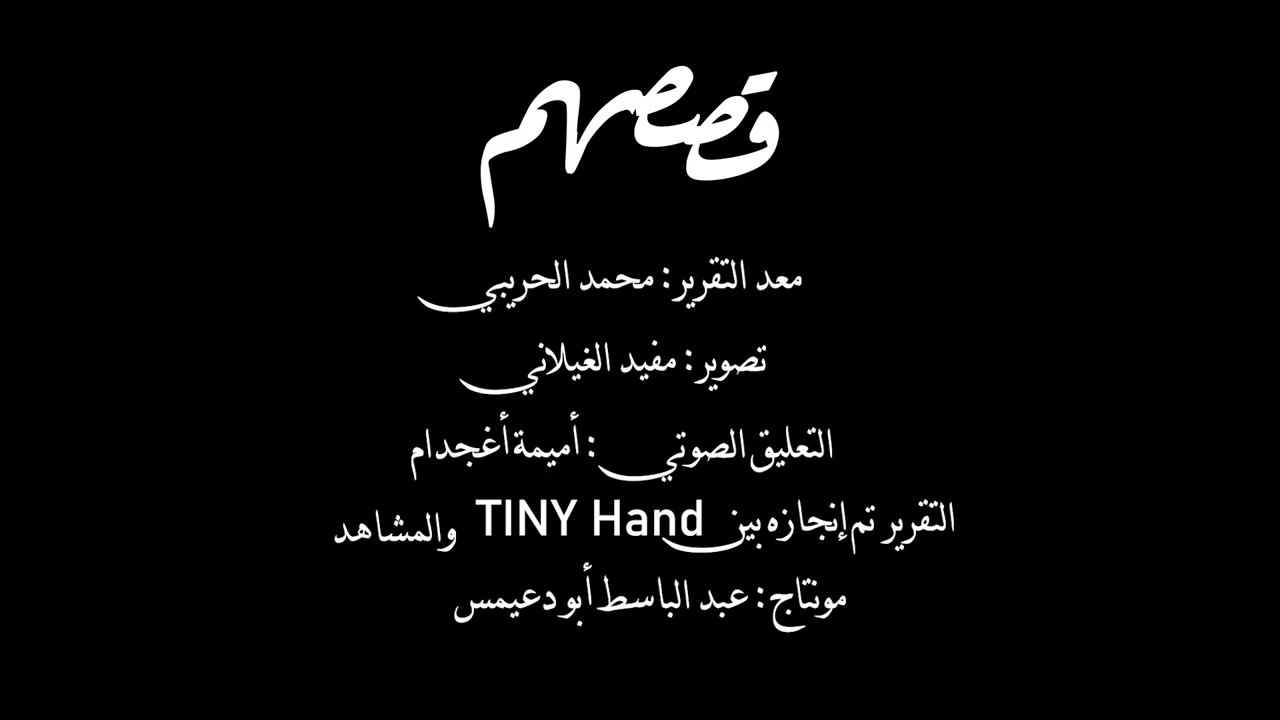 قصصهم
معد التقرير: محمد الحريبي
تصوير: مفيد الغيلاني
التعليق الصوتي: أميمة أغجدام
التقرير تم إنجازه بين TINY Hand والمشاهد
مونتاج: عبد الباسط أبو دعيمس